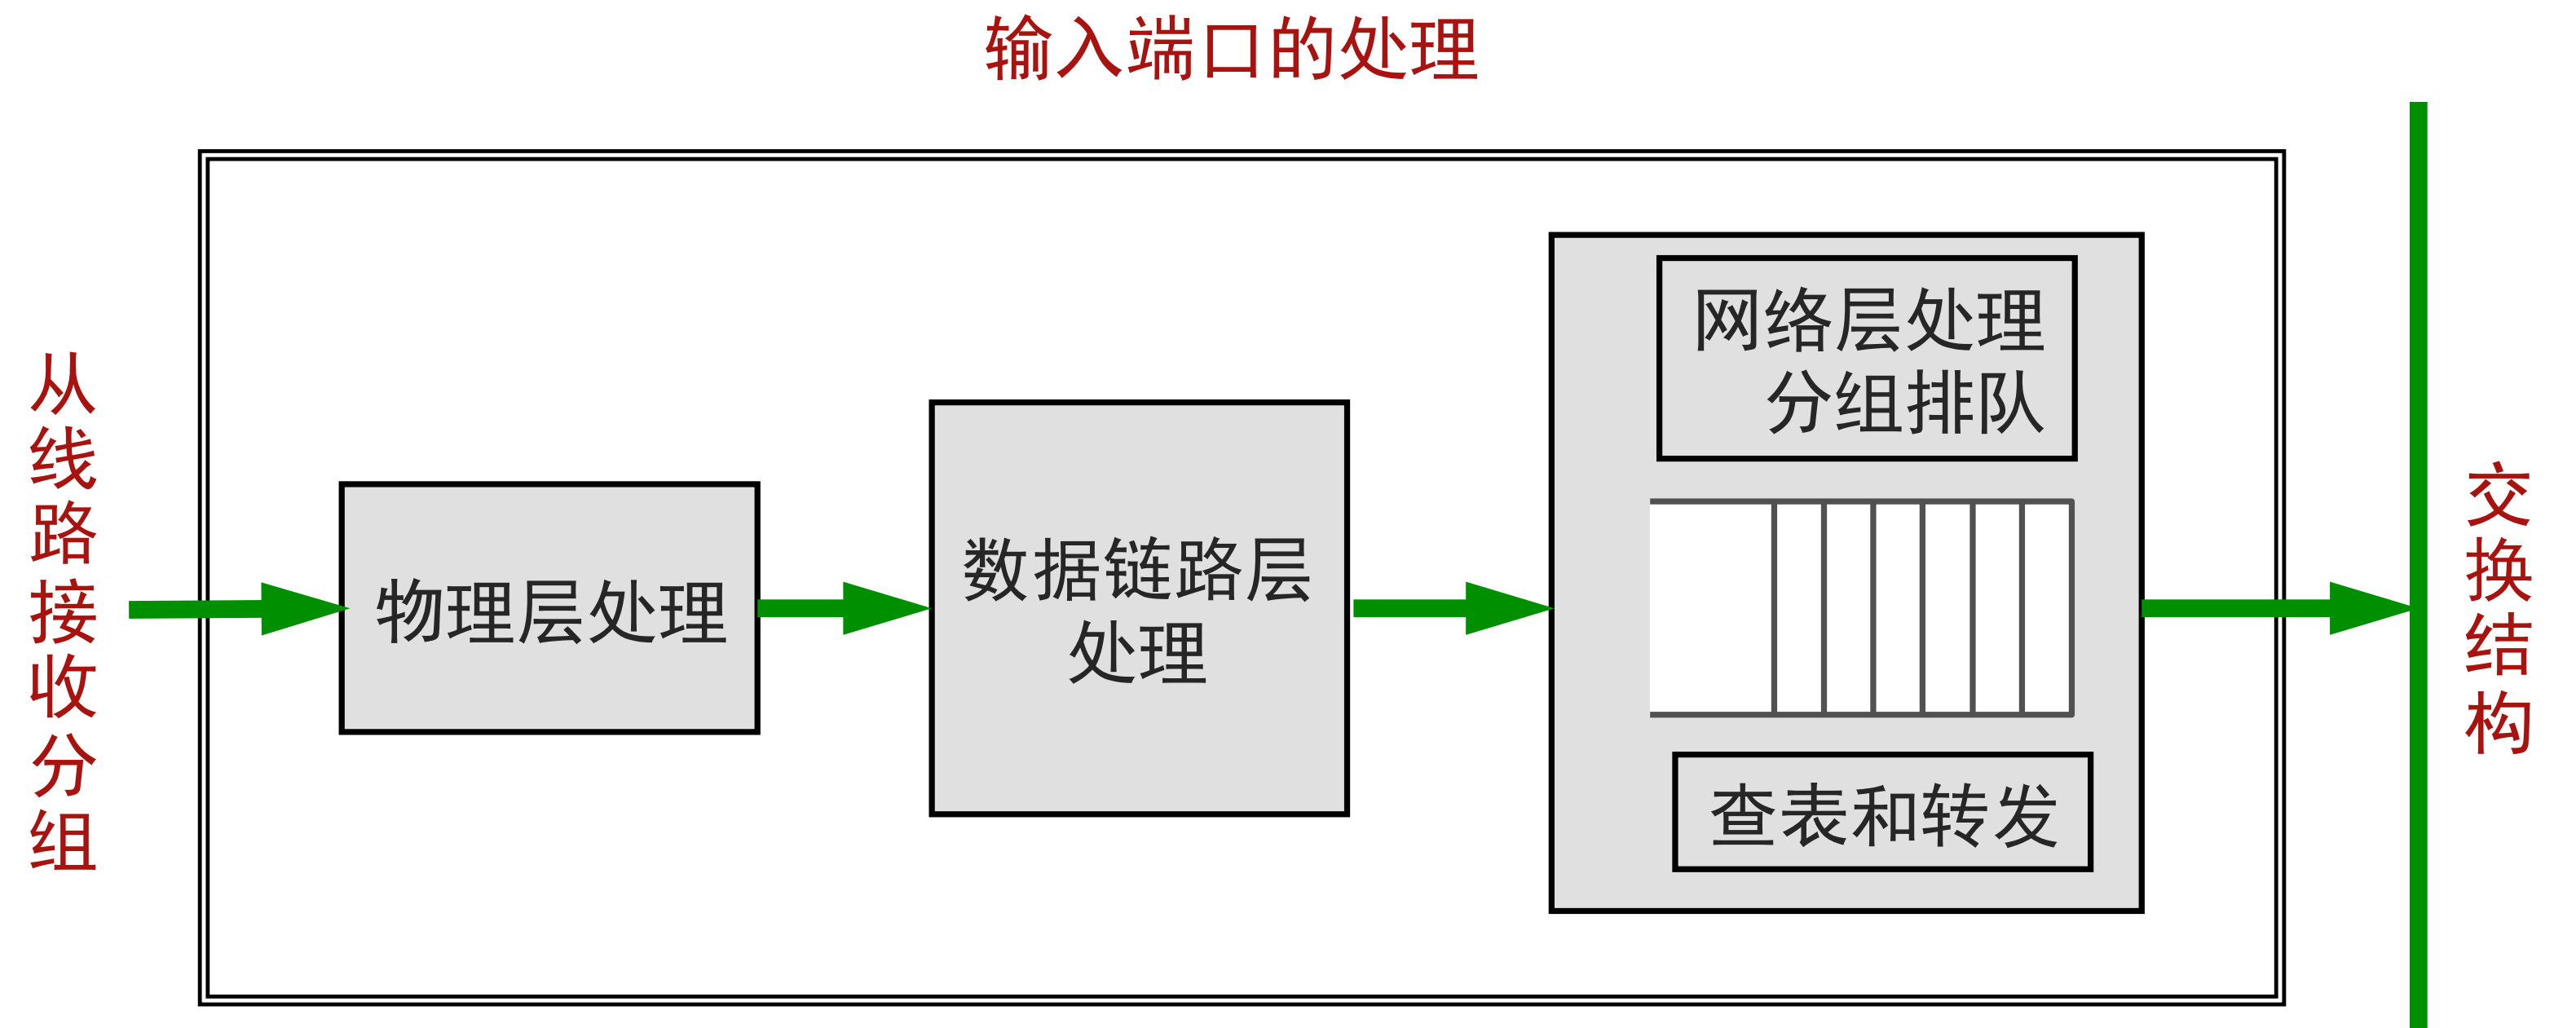 输入端口的处理
从线路接收分组
物理层处理
数据链路层
处理
网络层处理
分组排队
查表和转发
交换结构